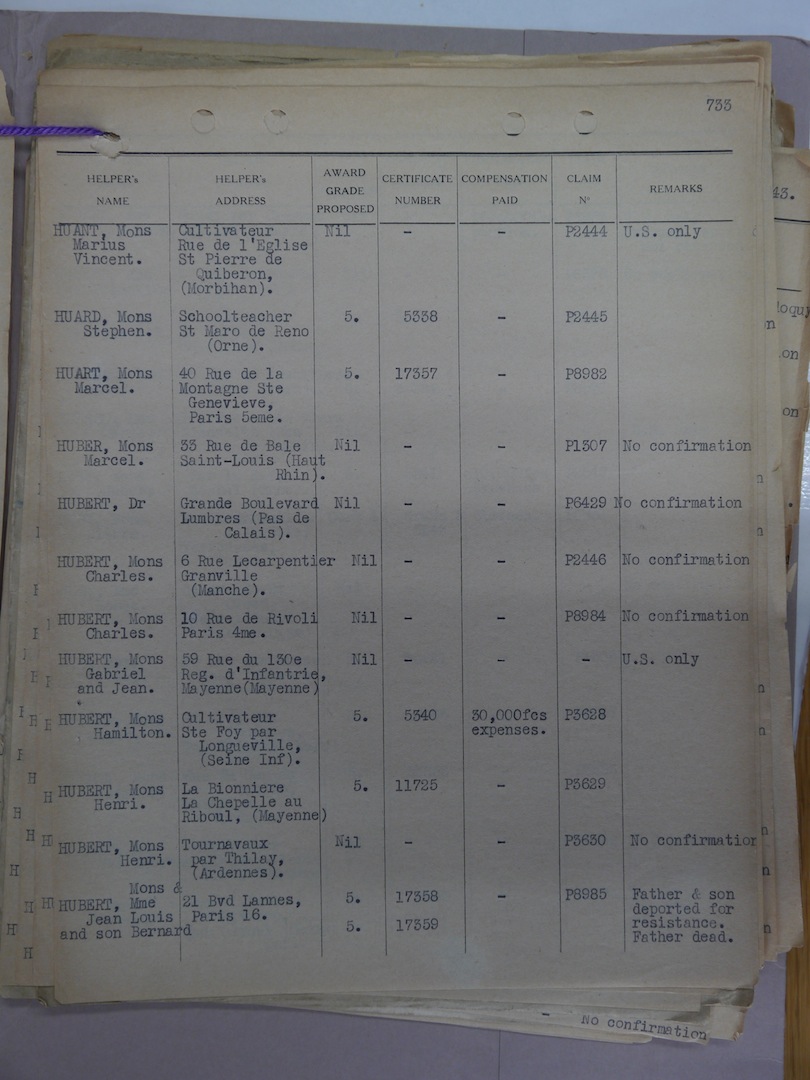 733
HELPER's NAME HELPER's ADDRESS AWARD GRADE PROPOSED CERTIFICATE NUMBER COMPENSATION PAID CLAIM N° REMARKS
HUANT, Mons Cultivateur Nil - - P2444 U.S. only
Marius Rue de l'Eglise
Vincent. St Pierre de
Quiberon,
(Morbihan).
HUARD, Mons Schoolteacher 5. 5338 - P2445
Stephen. St Maro de Reno
(Orne).
HUART, Mons 40 Rue de la 5. 17357 - P8982
Marcel. Montagne Ste
Genevieve,
Paris 5eme.
HUBER, Mons 33 Rue de Bale Nil - - P1307 No confirmation
Marcel. Saint-Louis (Haut
Rhin).
HUBERT, Dr Grande Boulevard Nil - - P6429 No confirmation
Lumbres (Pas de
Calais).
HUBERT, Mons 6 Rue Lecarpentier Nil - - P2446 No confirmation
Charles. Granville
(Manche).
HUBERT, Mons 10 Rue de Rivoli Nil - - P8984 No confirmation
Charles. Paris 4me.
HUBERT, Mons 59 Rue du 130e Nil - - - U.S. only
Gabriel Reg. d'Infantrie,
and Jean. Mayenne(Mayenne)
HUBERT, Mons Cultivateur 5. 5340 30,000fcs P3628
Hamilton. Ste Foy par expenses.
Longueville,
(Seine Inf).
HUBERT, Mons La Bionniere 5. 11725 - P3629
Henri. La Chepelle au
Riboul, (Mayenne)
HUBERT, Mons Tournavaux Nil - - P3630 No confirmation
Henri. par Thilay,
(Ardennes).
Mons &
HUBERT, Mme 21 Bvd Lannes, 5. 17358 - P8985 Father & son
Jean Louis Paris 16. deported for
and son Bernard 5. 17359 resistance.
Father dead.
No confirmation